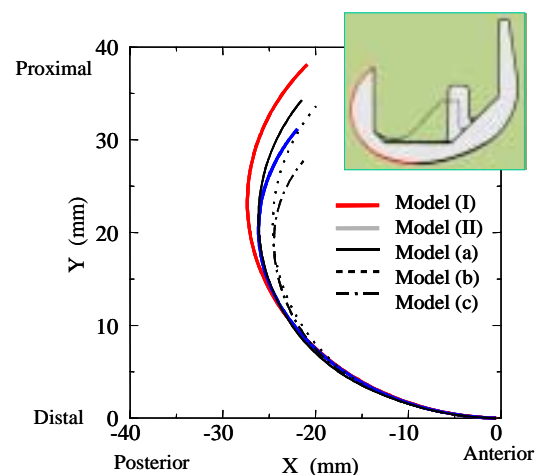 40
Proximal
30
Model (I)
Model (II)
Model (a)
Model (b)
Model (c)
Y (mm)
20
10
Distal
0
-40
-30
-20
-10
0
Posterior
X (mm)
Anterior